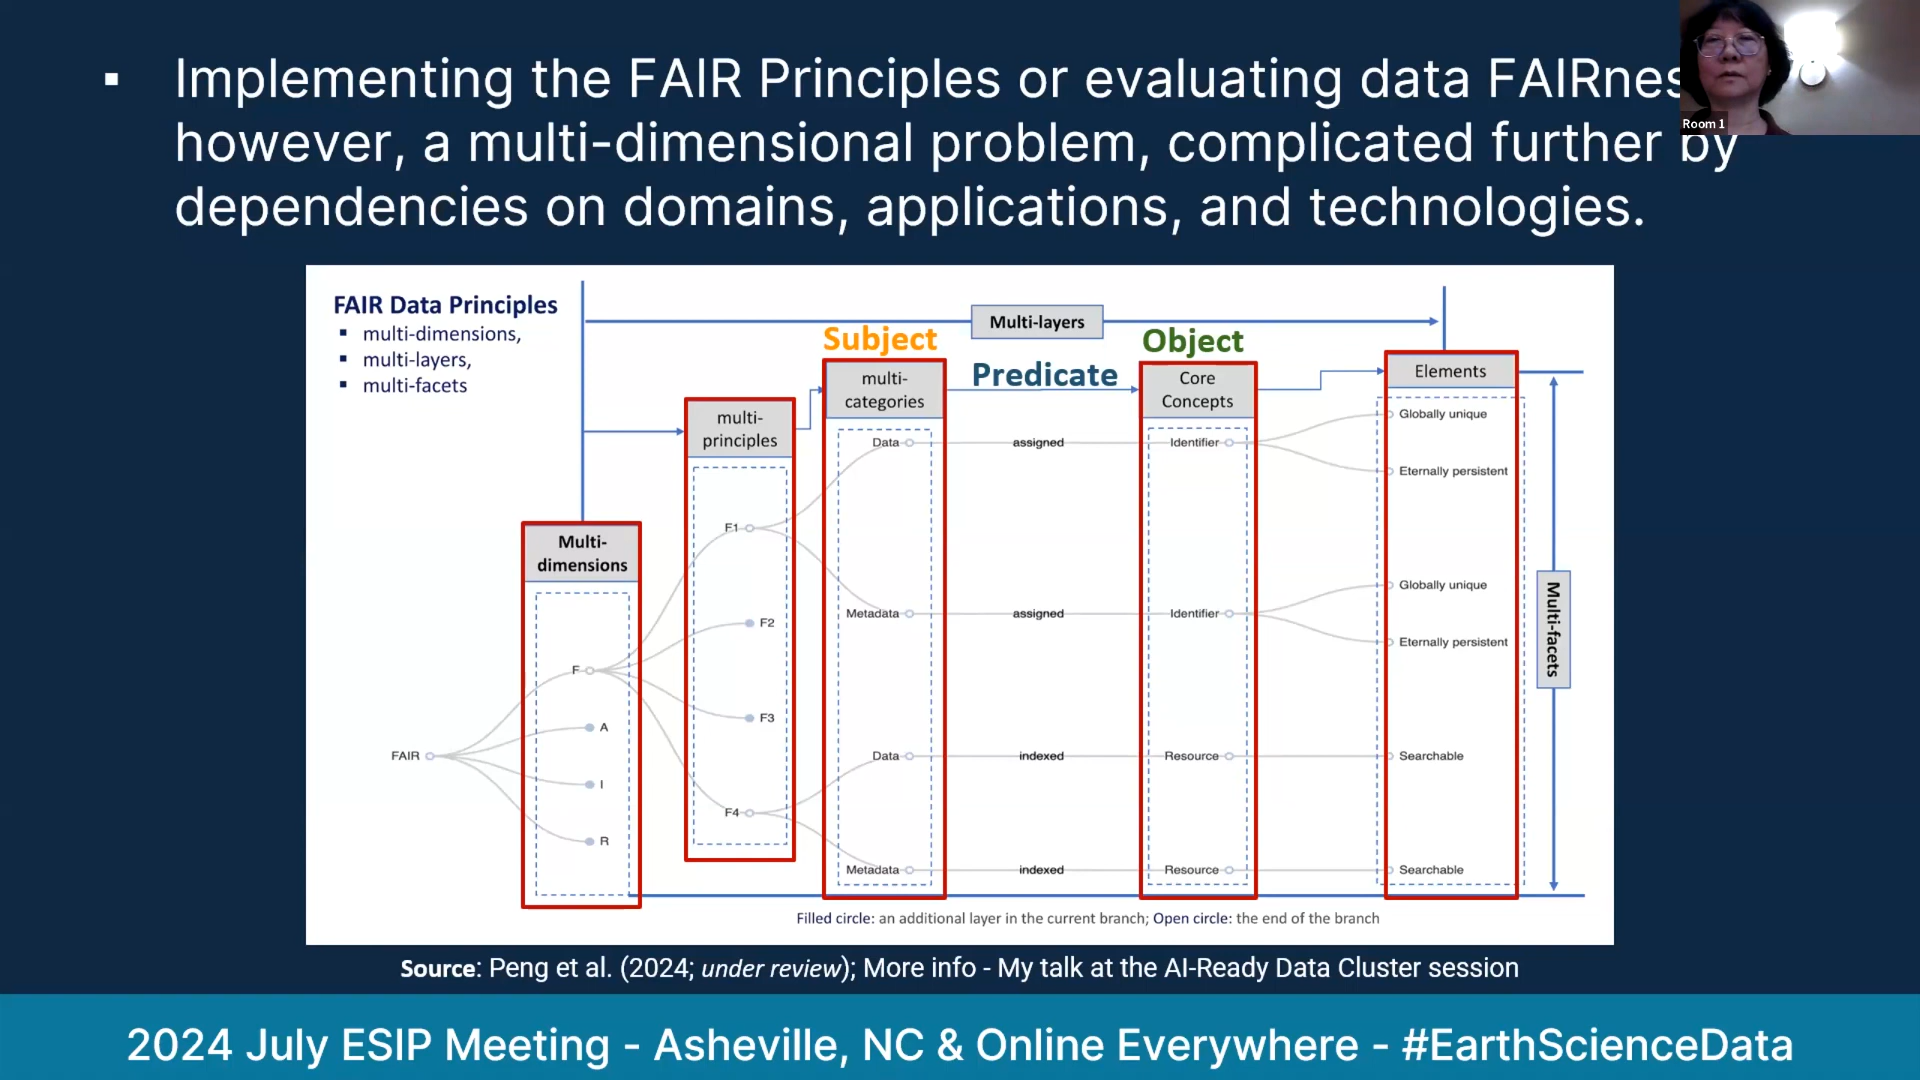 ▪ Implementing the FAIR Principles or evaluating data FAIRnes
however, a multi-dimensional problem, complicated further by
dependencies on domains, applications, and technologies.
Room 1
FAIR Data Principles
▪ multi-dimensions,
▪ multi-layers,
▪ multi-facets
Multi-layers
Subject
Predicate
Object
Multi-
dimensions
multi-
principles
multi-
categories
Core
Concepts
Elements
Multi-facets
FAIR
F
A
I
R
F1
F2
F3
F4
Data assigned Identifier Globally unique
Eternally persistent
Metadata assigned Identifier Globally unique
Eternally persistent
Data indexed Resource Searchable
Metadata indexed Resource Searchable
Filled circle: an additional layer in the current branch; Open circle: the end of the branch
Source: Peng et al. (2024; under review); More info - My talk at the AI-Ready Data Cluster session
2024 July ESIP Meeting - Asheville, NC & Online Everywhere - #EarthScienceData